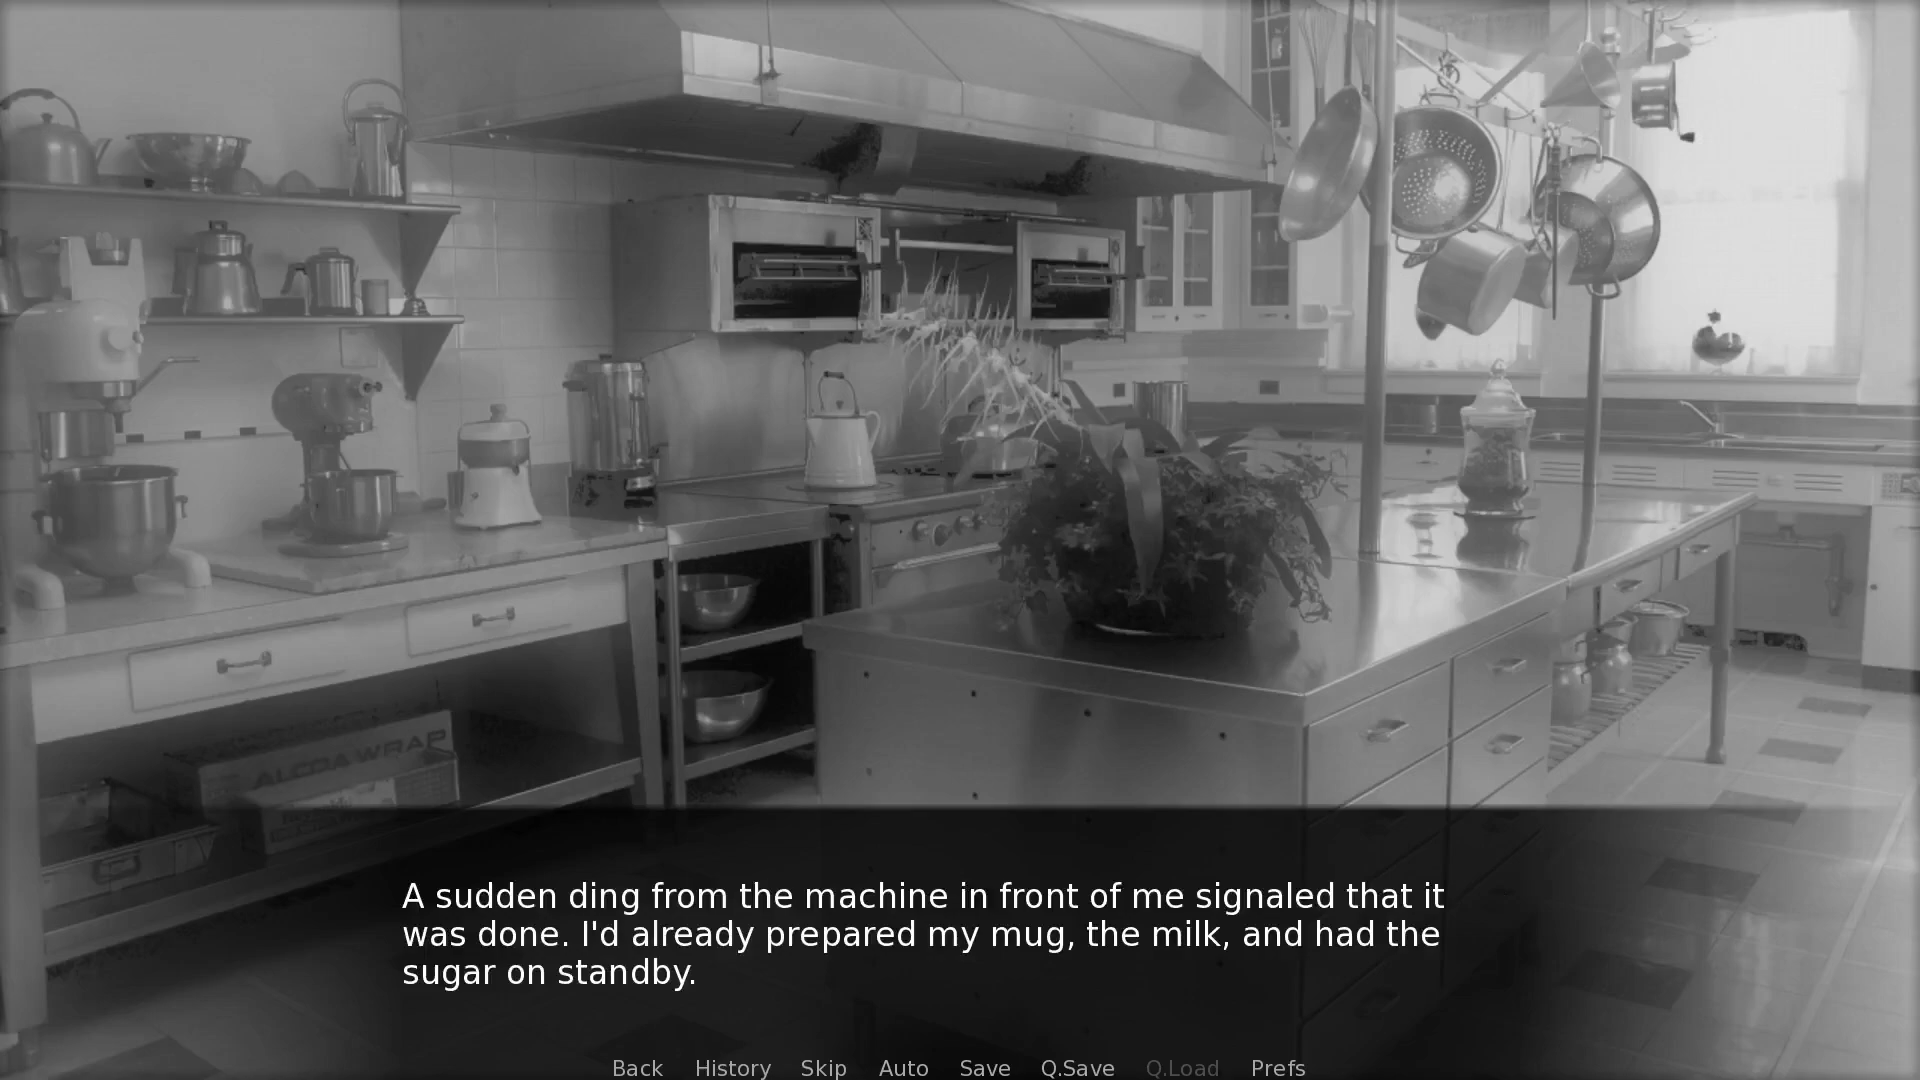 ALCOA WRAP
A sudden ding from the machine in front of me signaled that it
was done. I'd already prepared my mug, the milk, and had the
sugar on standby.
Back History Skip Auto Save Q.Save Q.Load Prefs